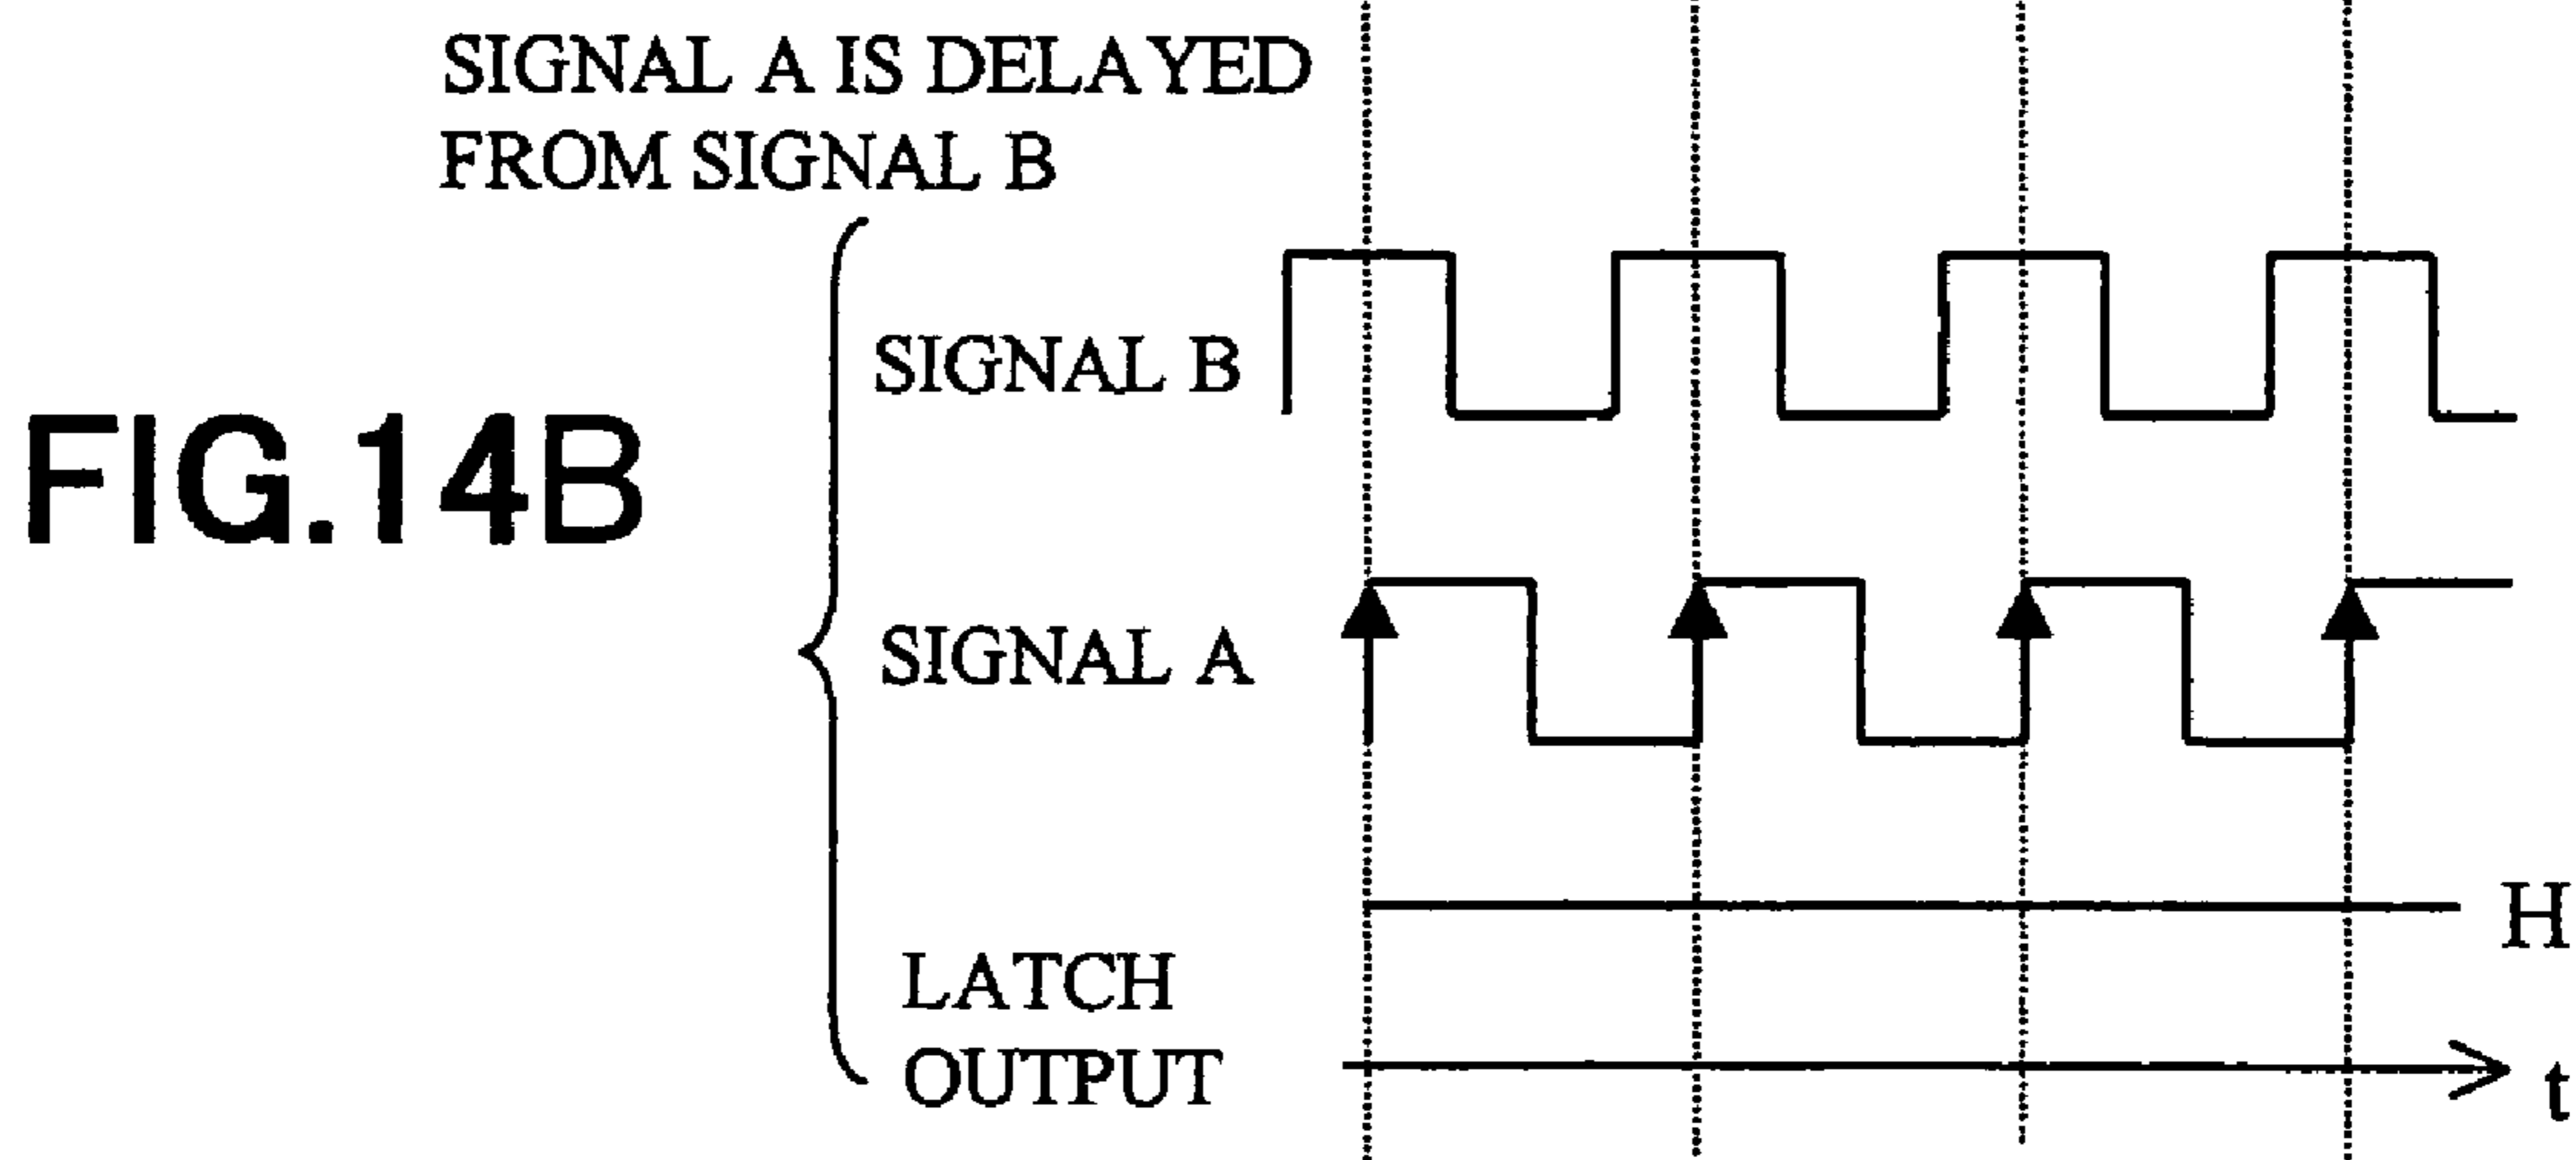 SIGNAL A IS DELAYED
FROM SIGNAL B
SIGNAL B
FIG.14B
SIGNAL A
H
LATCH
OUTPUT
t